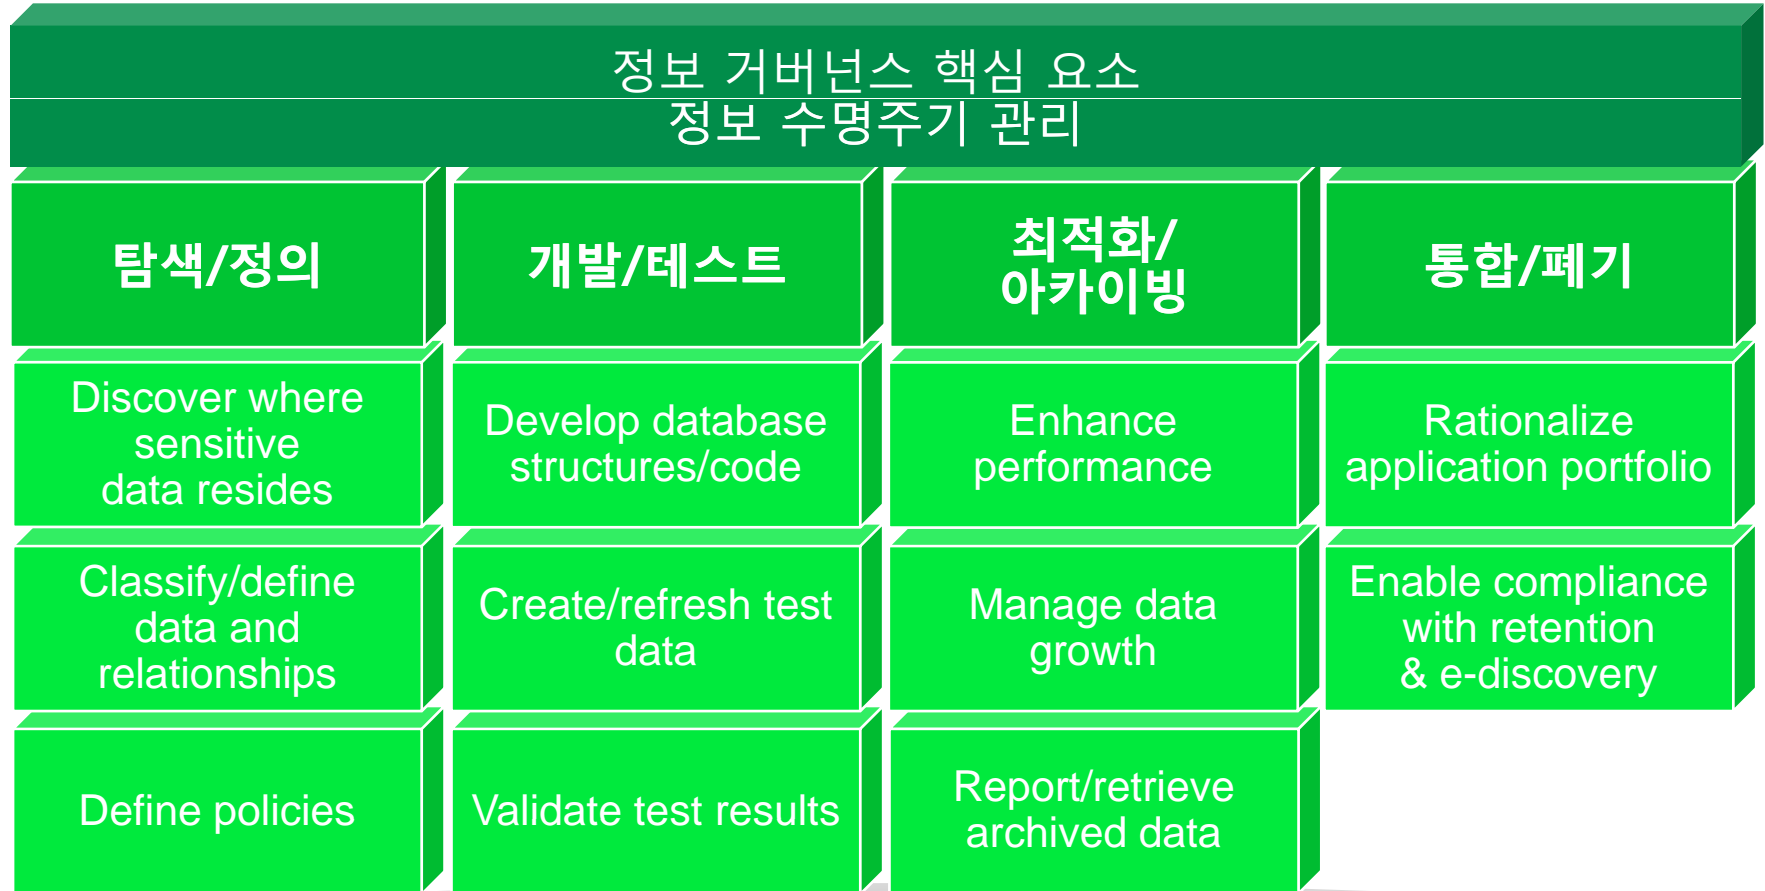 정보 거버넌스 핵심 요소
정보 수명주기 관리
탐색/정의
개발/테스트
최적화/
아카이빙
통합/폐기
Discover where
sensitive
data resides
Develop database
structures/code
Enhance
performance
Rationalize
application portfolio
Classify/define
data and
relationships
Create/refresh test
data
Manage data
growth
Enable compliance
with retention
& e-discovery
Define policies
Validate test results
Report/retrieve
archived data